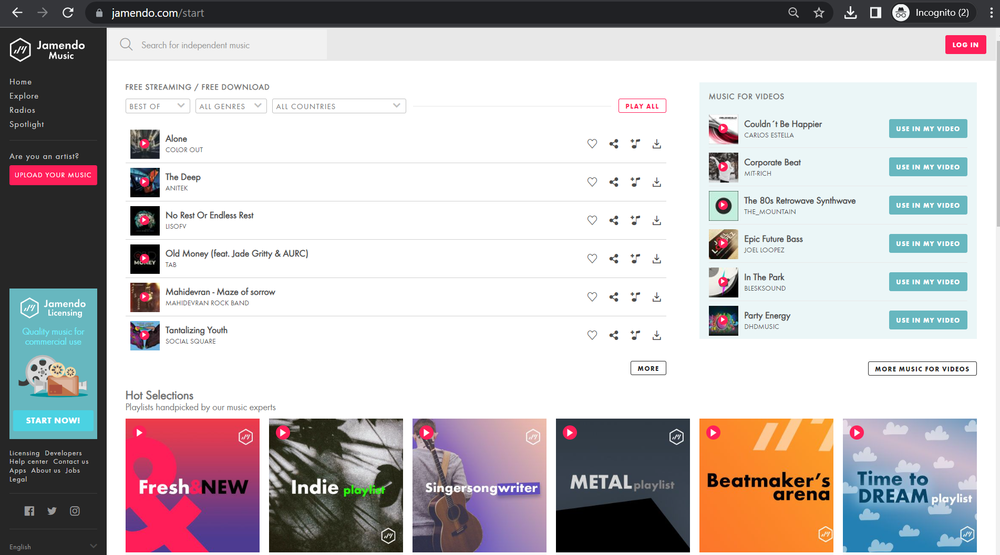 jamendo.com/start
Incognito (2)
Jamendo
Music
Home
Explore
Radios
Spotlight
Are you an artist?
UPLOAD YOUR MUSIC
Jamendo
Licensing
Quality music for
commercial use
START NOW!
Licensing Developers
Help center Contact us
Apps About us Jobs
Legal
English
Search for independent music
LOG IN
FREE STREAMING / FREE DOWNLOAD
BEST OF
ALL GENRES
ALL COUNTRIES
PLAY ALL
Alone
COLOR OUT
The Deep
ANITEK
No Rest Or Endless Rest
LISOFV
Old Money (feat. Jade Gritty & AURC)
TAB
Mahidevran - Maze of sorrow
MAHIDEVRAN ROCK BAND
Tantalizing Youth
SOCIAL SQUARE
MORE
MUSIC FOR VIDEOS
Couldn´t Be Happier
CARLOS ESTELLA
USE IN MY VIDEO
Corporate Beat
MIT-RICH
USE IN MY VIDEO
The 80s Retrowave Synthwave
THE_MOUNTAIN
USE IN MY VIDEO
Epic Future Bass
JOEL LOOPEZ
USE IN MY VIDEO
In The Park
BLESKSOUND
USE IN MY VIDEO
Party Energy
DHDMUSIC
USE IN MY VIDEO
MORE MUSIC FOR VIDEOS
Hot Selections
Playlists handpicked by our music experts
Fresh&NEW
Indie playlist
Singersongwriter
METAL playlist
Beatmaker's
arena
Time to
DREAM playlist